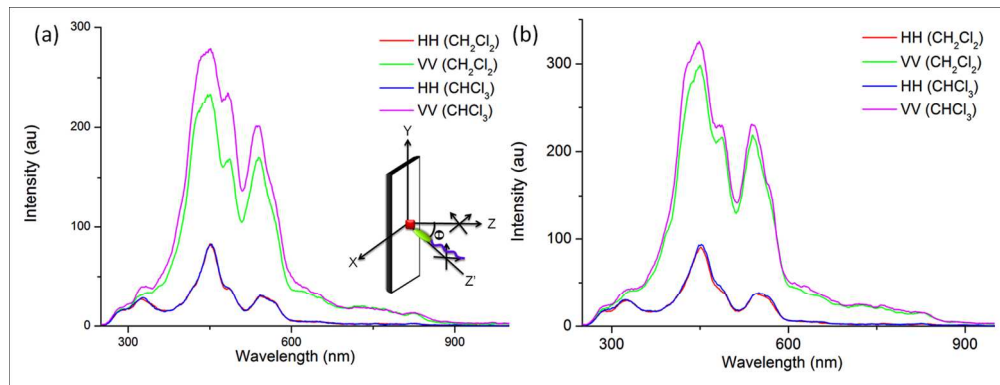 (a)
300
200
100
0
Intensity (au)
300
600
900
Wavelength (nm)
HH (CH₂Cl₂)
VV (CH₂Cl₂)
HH (CHCl₃)
VV (CHCl₃)
Y
Z
X
Θ
Z'
(b)
300
200
100
0
Intensity (au)
300
600
900
Wavelength (nm)
HH (CH₂Cl₂)
VV (CH₂Cl₂)
HH (CHCl₃)
VV (CHCl₃)